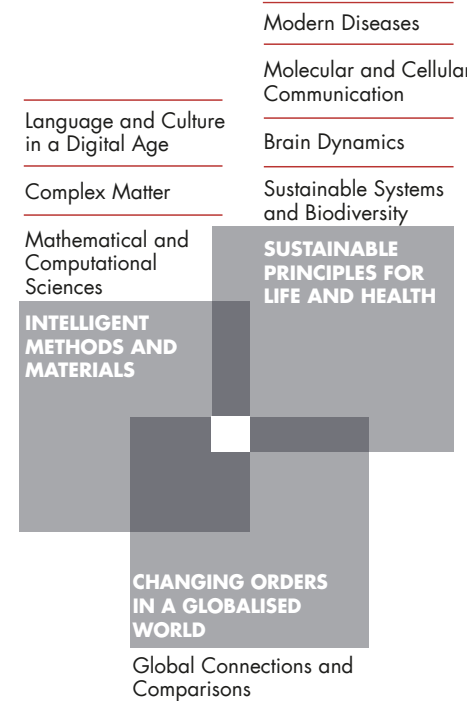 Modern Diseases
Molecular and Cellular
Communication
Brain Dynamics
Sustainable Systems
and Biodiversity
SUSTAINABLE
PRINCIPLES FOR
LIFE AND HEALTH
Language and Culture
in a Digital Age
Complex Matter
Mathematical and
Computational
Sciences
INTELLIGENT
METHODS AND
MATERIALS
CHANGING ORDERS
IN A GLOBALISED
WORLD
Global Connections and
Comparisons